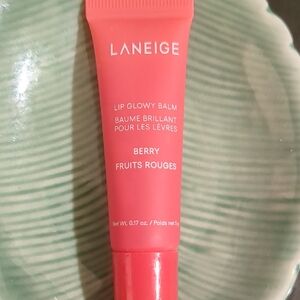 LANEIGE
LIP GLOWY BALM
BAUME BRILLANT
POUR LES LÈVRES
BERRY
FRUITS ROUGES
Net Wt. 0.17 oz. / Poids net 5